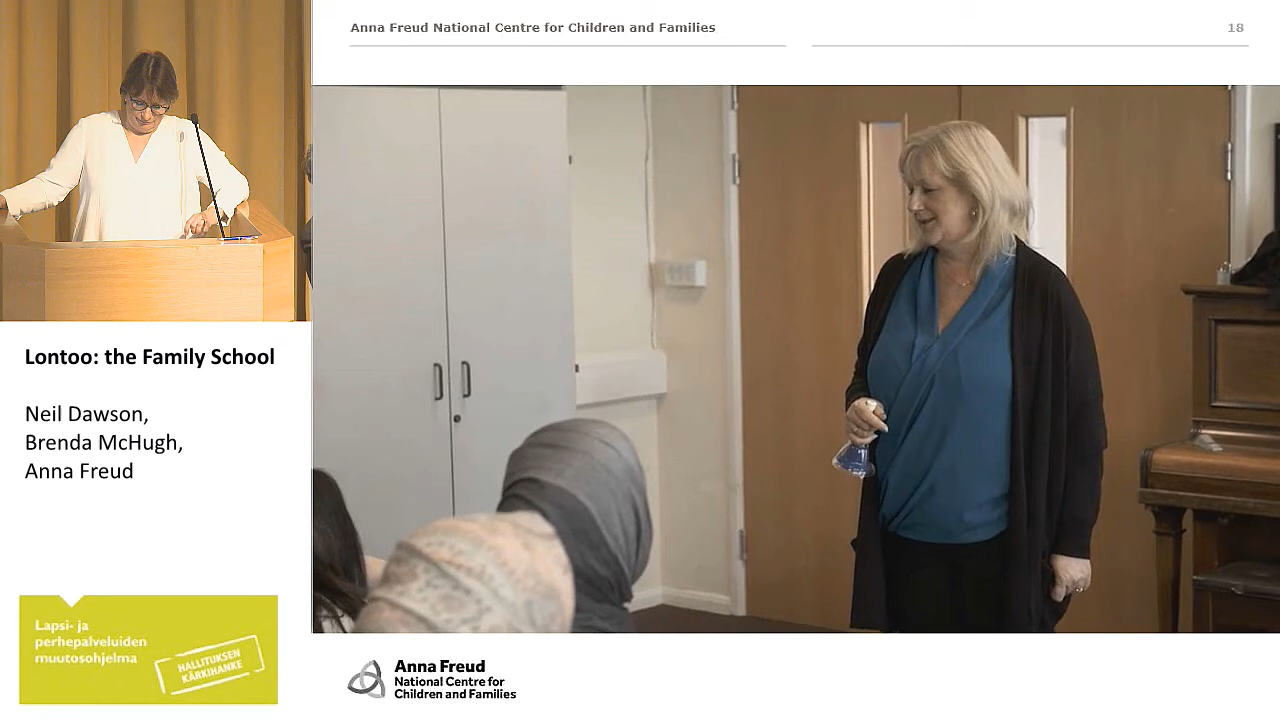 Anna Freud National Centre for Children and Families
18
Lontoo: the Family School
Neil Dawson,
Brenda McHugh,
Anna Freud
Lapsi- ja
perhepalveluiden
muutosohjelma
HALLITUKSEN
KÄRKIHANKE
Anna Freud
National Centre for
Children and Families